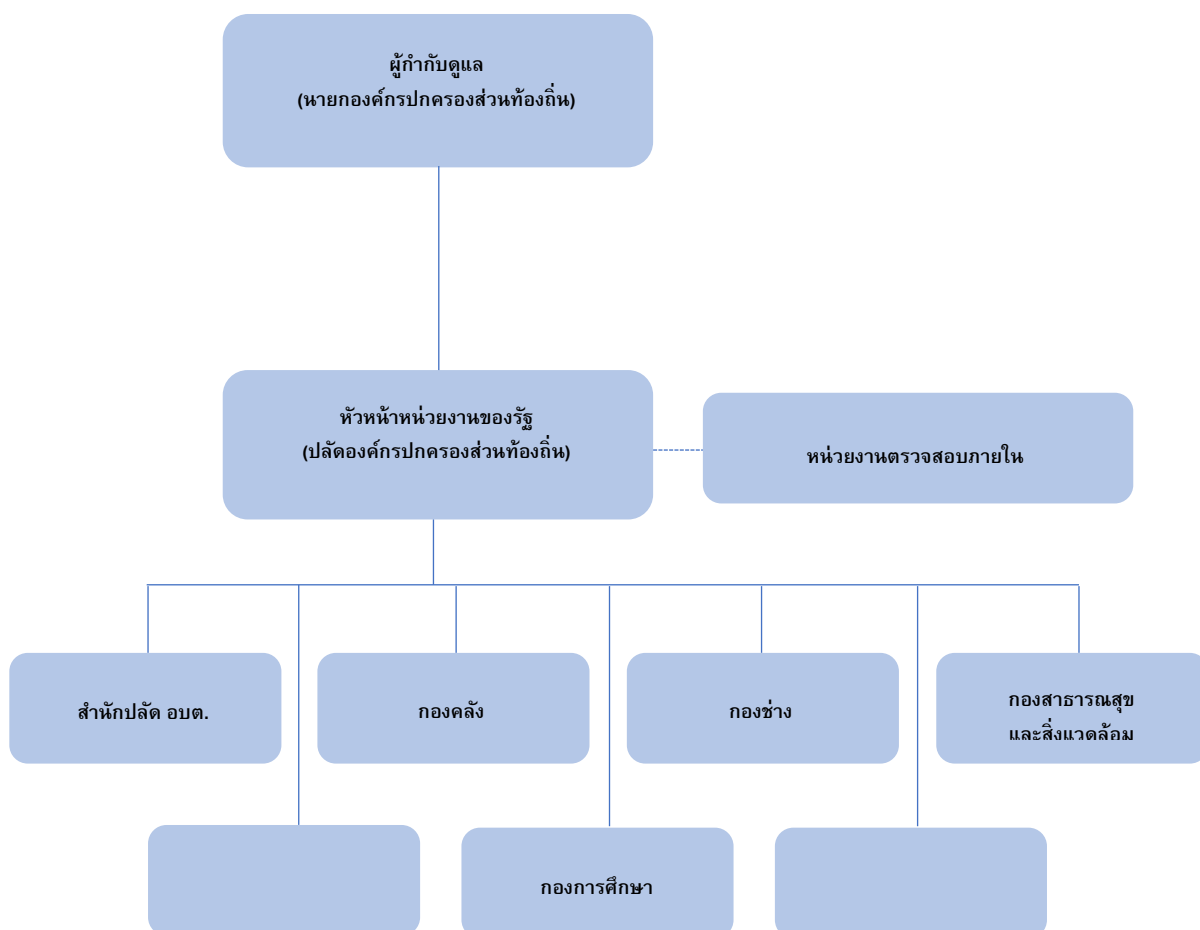 ผู้กำกับดูแล
(นายกองค์กรปกครองส่วนท้องถิ่น)
หัวหน้าหน่วยงานของรัฐ
(ปลัดองค์กรปกครองส่วนท้องถิ่น)
หน่วยงานตรวจสอบภายใน
สำนักปลัด อบต.
กองคลัง
กองช่าง
กองสาธารณสุข
และสิ่งแวดล้อม
กองการศึกษา